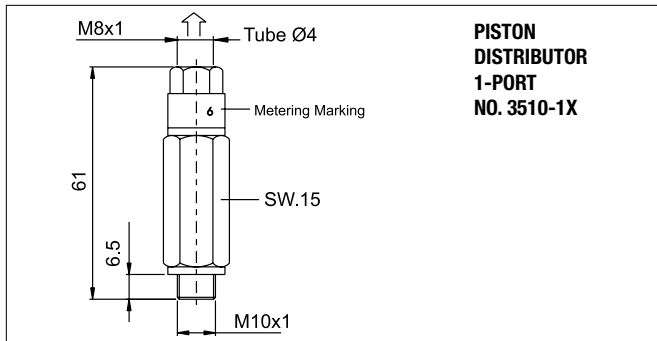 M8x1
Tube Ø4
6
Metering Marking
61
SW.15
6.5
M10x1
PISTON
DISTRIBUTOR
1-PORT
NO. 3510-1X